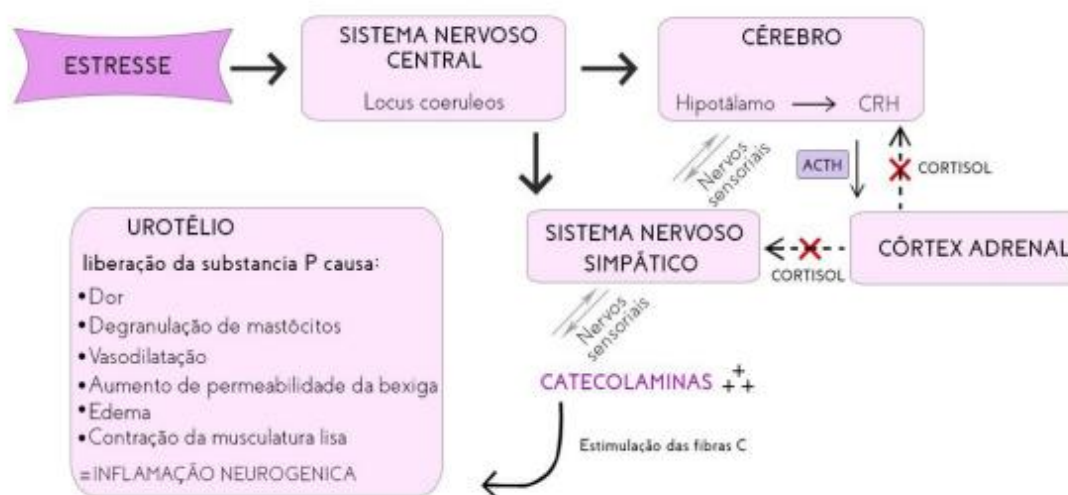 ESTRESSE
SISTEMA NERVOSO
CENTRAL
Locus coeruleos
CÉREBRO
Hipotálamo
CRH
Nervos
sensoriais
ACTH
CORTISOL
SISTEMA NERVOSO
SIMPÁTICO
CORTISOL
CÓRTEX ADRENAL
Nervos
sensoriais
CATECOLAMINAS +++
Estimulação das fibras C
UROTÉLIO
liberação da substancia P causa:
•Dor
•Degranulação de mastócitos
•Vasodilatação
•Aumento de permeabilidade da bexiga
•Edema
•Contração da musculatura lisa
=INFLAMAÇÃO NEUROGENICA